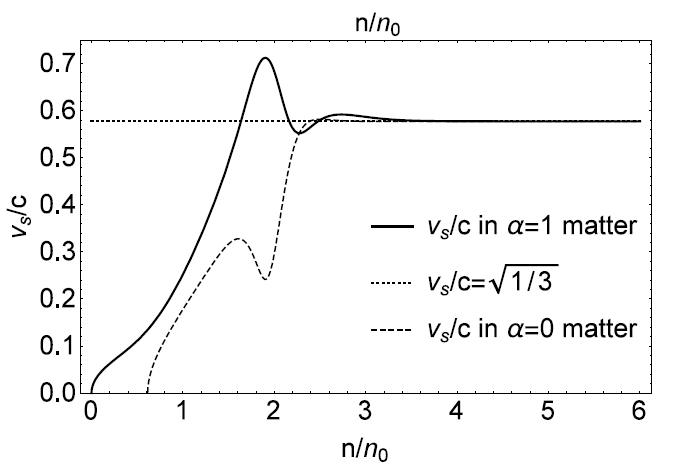 n/n₀
0.7
0.6
0.5
0.4
0.3
0.2
0.1
0.0
vₛ/c
vₛ/c in α=1 matter
vₛ/c=√1/3
vₛ/c in α=0 matter
0 1 2 3 4 5 6
n/n₀